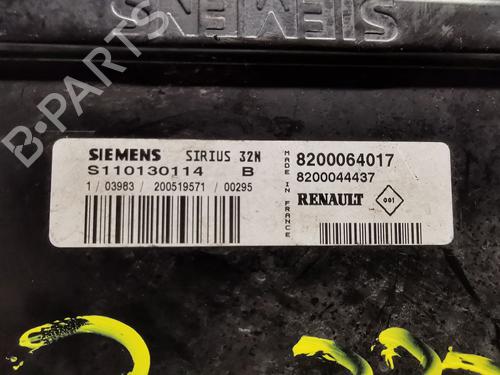 SIEMENS
SIEMENS SIRIUS 32N
S110130114 B
1 / 03983 / 200519571 / 00295
MADE IN FRANCE
8200064017
8200044437
RENAULT 001
B-PARTS